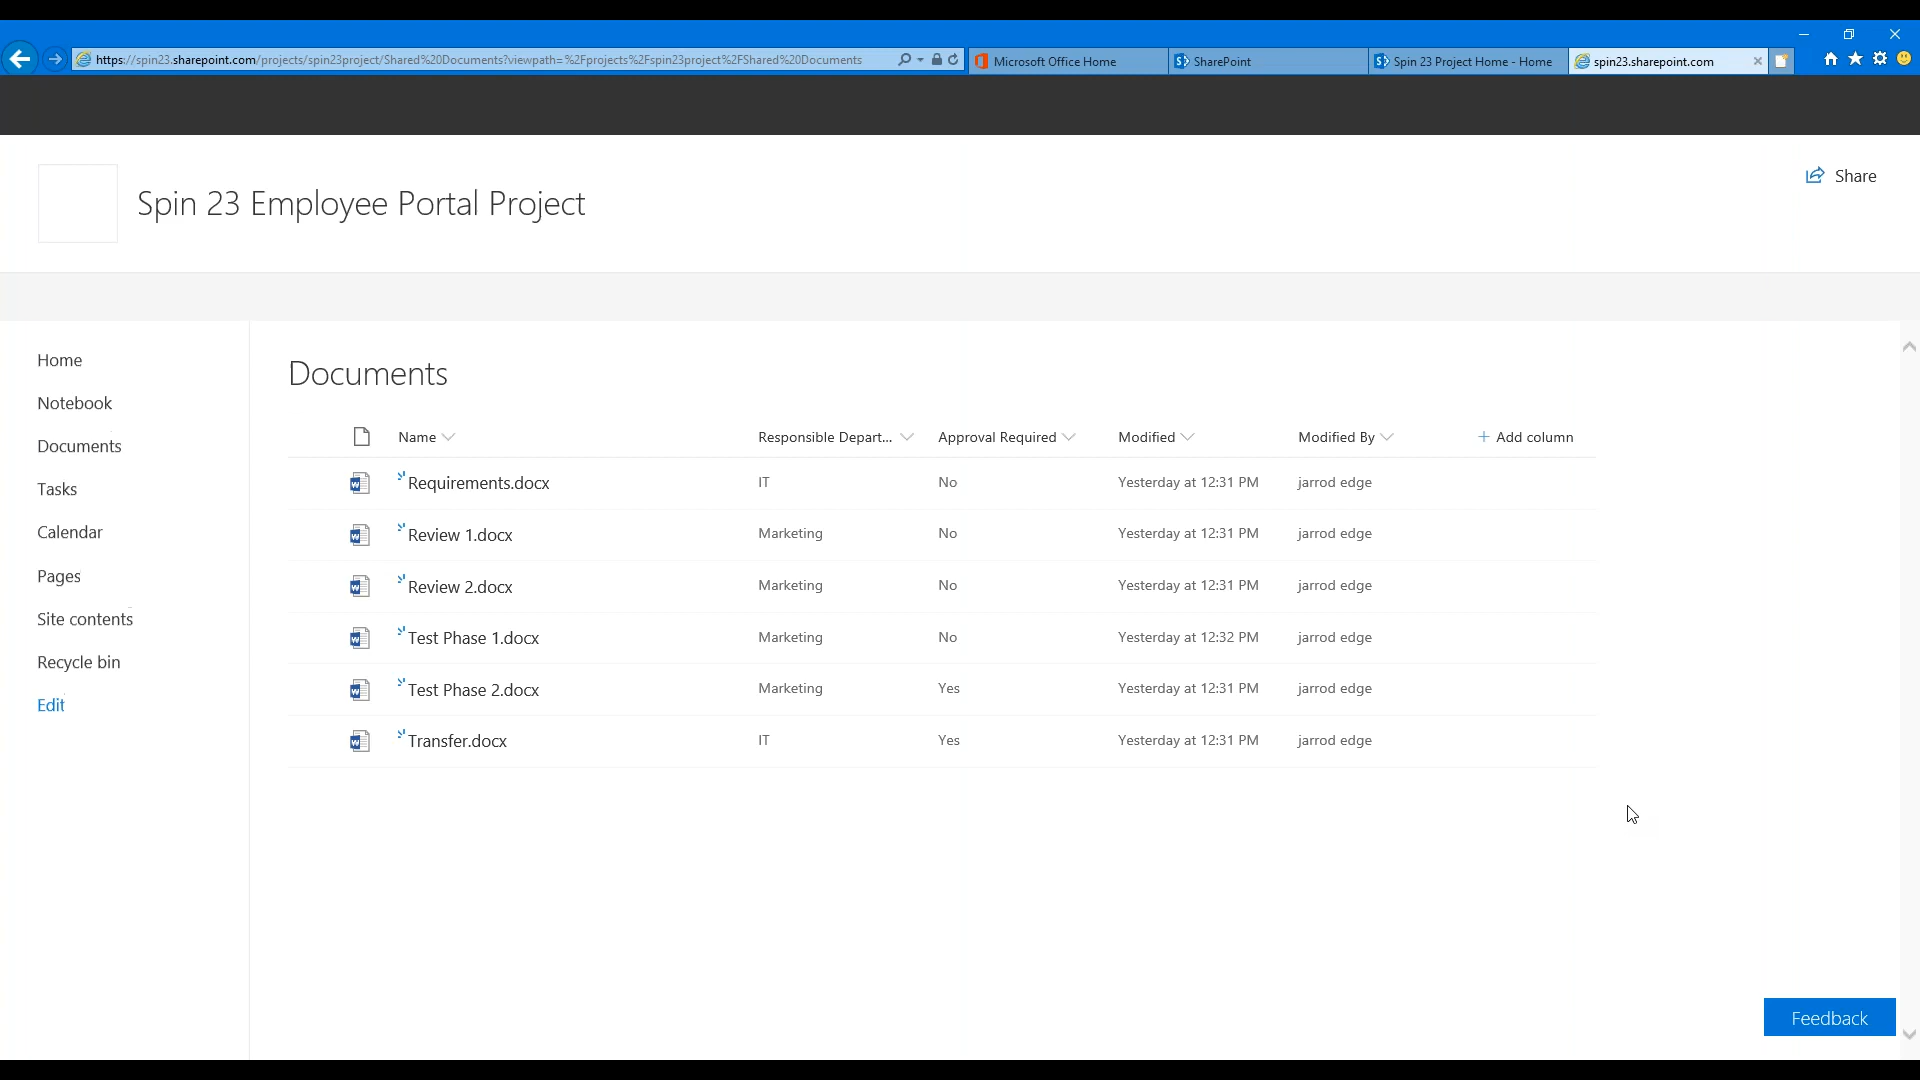 https://spin23.sharepoint.com/projects/spin23project/Shared%20Documents?viewpath=%2Fprojects%2Fspin23project%2FShared%20Documents
Microsoft Office Home
SharePoint
Spin 23 Project Home - Home
spin23.sharepoint.com
Share
Spin 23 Employee Portal Project
Home
Notebook
Documents
Tasks
Calendar
Pages
Site contents
Recycle bin
Edit
Documents
Name Responsible Depart... Approval Required Modified Modified By + Add column
Requirements.docx IT No Yesterday at 12:31 PM jarrod edge
Review 1.docx Marketing No Yesterday at 12:31 PM jarrod edge
Review 2.docx Marketing No Yesterday at 12:31 PM jarrod edge
Test Phase 1.docx Marketing No Yesterday at 12:32 PM jarrod edge
Test Phase 2.docx Marketing Yes Yesterday at 12:31 PM jarrod edge
Transfer.docx IT Yes Yesterday at 12:31 PM jarrod edge
Feedback